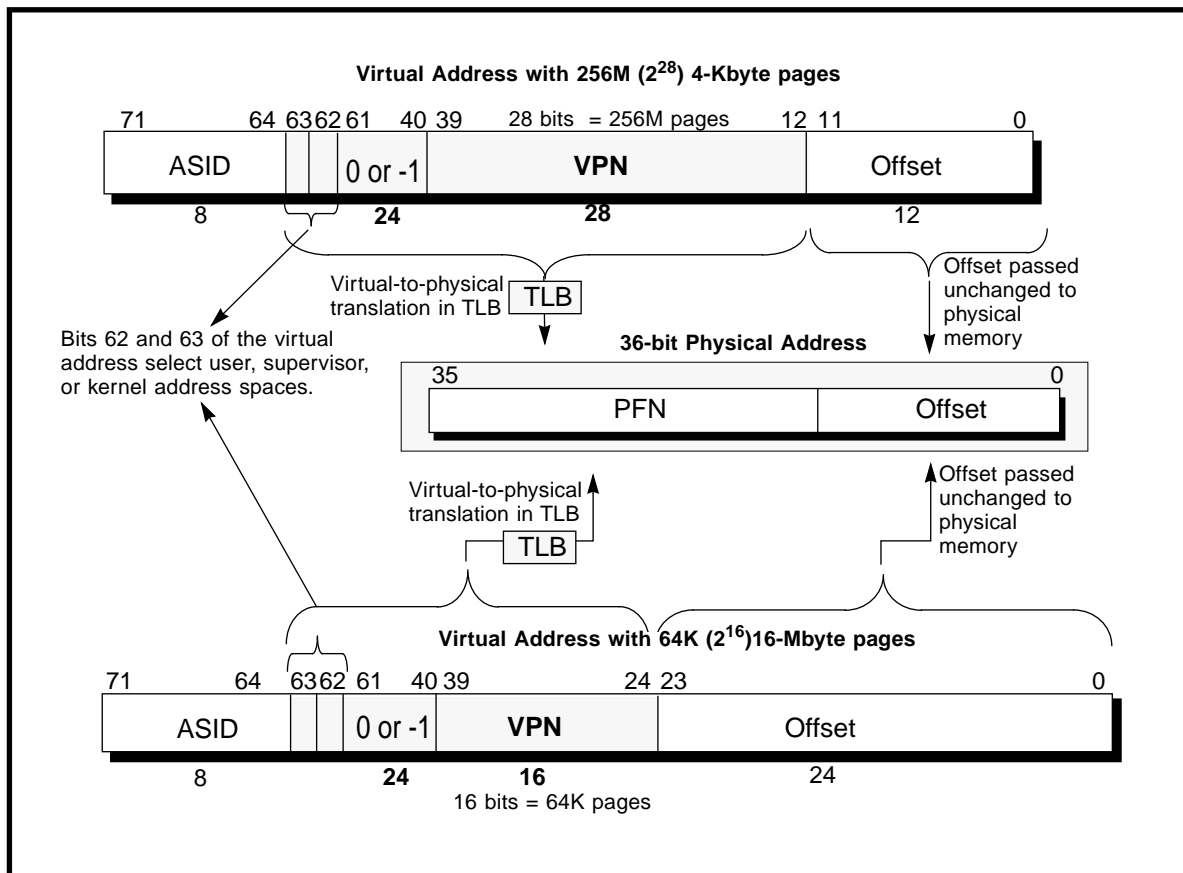 Virtual Address with 256M (2^28) 4-Kbyte pages
71 64 63 62 61 40 39 28 bits = 256M pages 12 11 0
ASID 0 or -1 VPN Offset
8 24 28 12
Virtual-to-physical
translation in TLB
TLB
Offset passed
unchanged to
physical
memory
Bits 62 and 63 of the virtual
address select user, supervisor,
or kernel address spaces.
36-bit Physical Address
35 0
PFN Offset
Virtual-to-physical
translation in TLB
TLB
Offset passed
unchanged to
physical
memory
Virtual Address with 64K (2^16)16-Mbyte pages
71 64 63 62 61 40 39 24 23 0
ASID 0 or -1 VPN Offset
8 24 16 24
16 bits = 64K pages